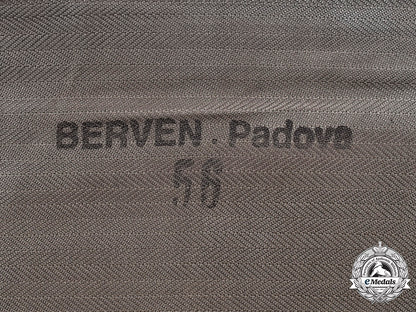 BERVEN . Padova
56
eMedals